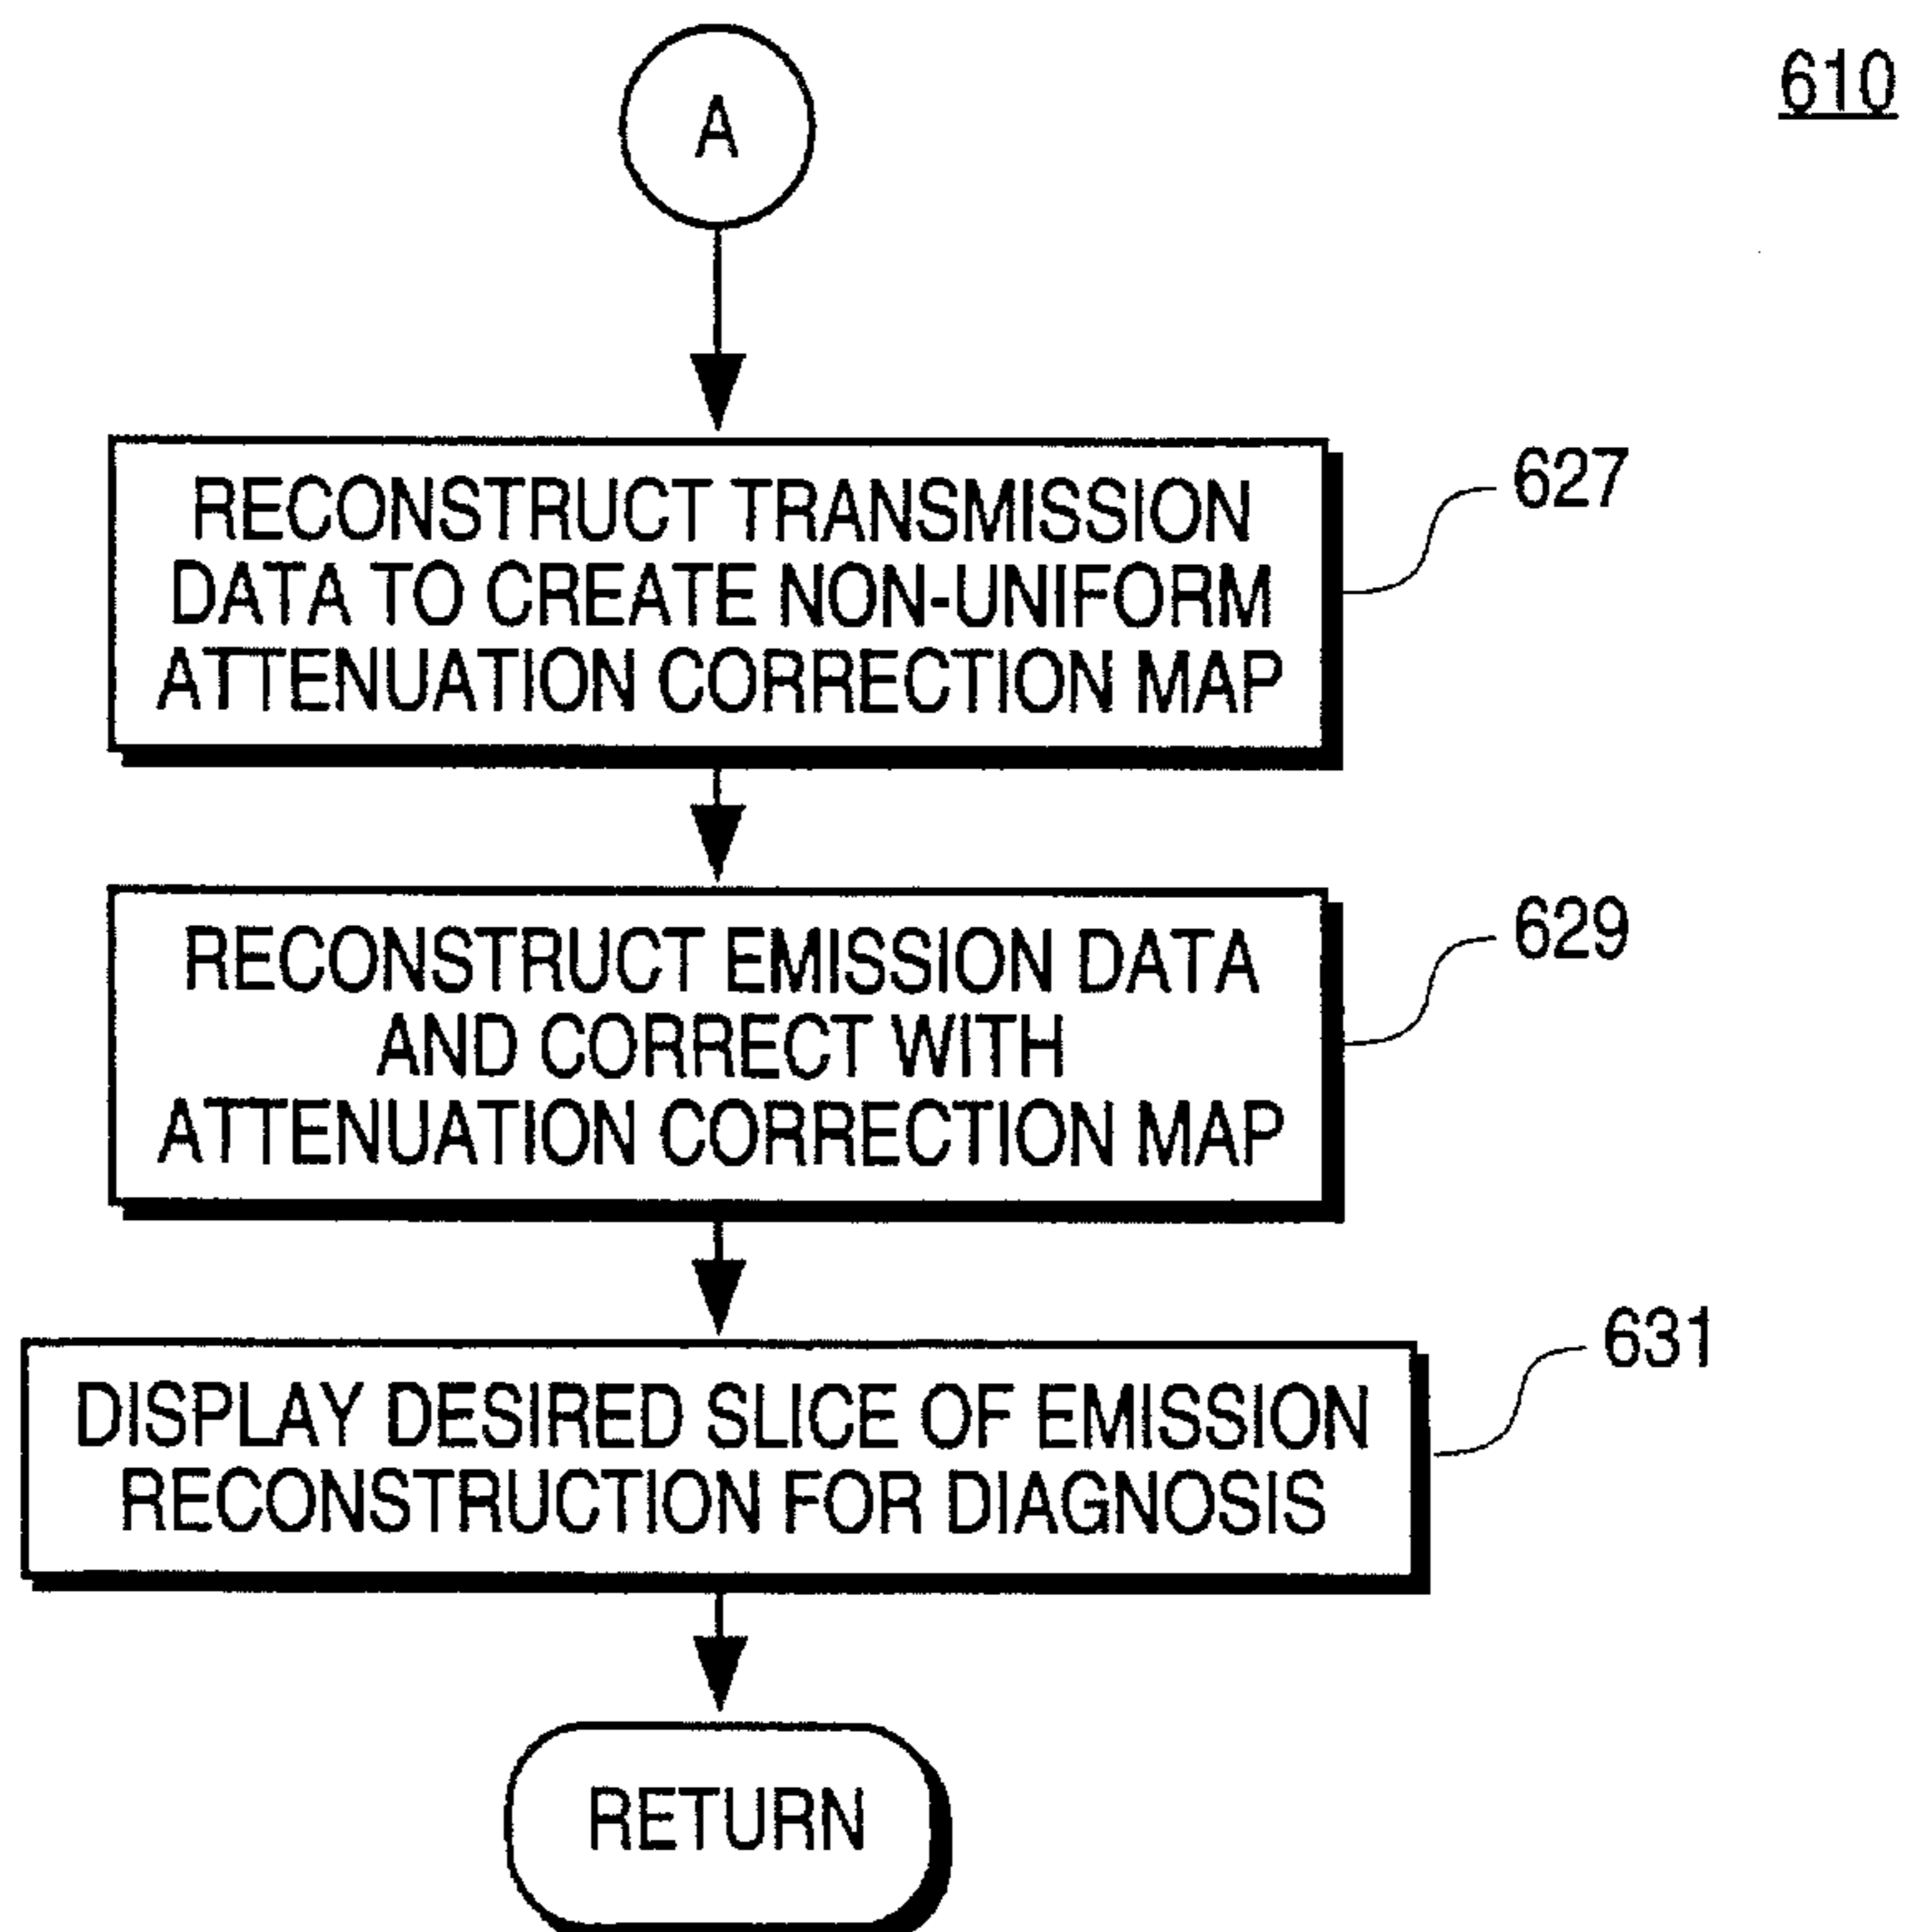 A
610
RECONSTRUCT TRANSMISSION
DATA TO CREATE NON-UNIFORM
ATTENUATION CORRECTION MAP
627
RECONSTRUCT EMISSION DATA
AND CORRECT WITH
ATTENUATION CORRECTION MAP
629
DISPLAY DESIRED SLICE OF EMISSION
RECONSTRUCTION FOR DIAGNOSIS
631
RETURN